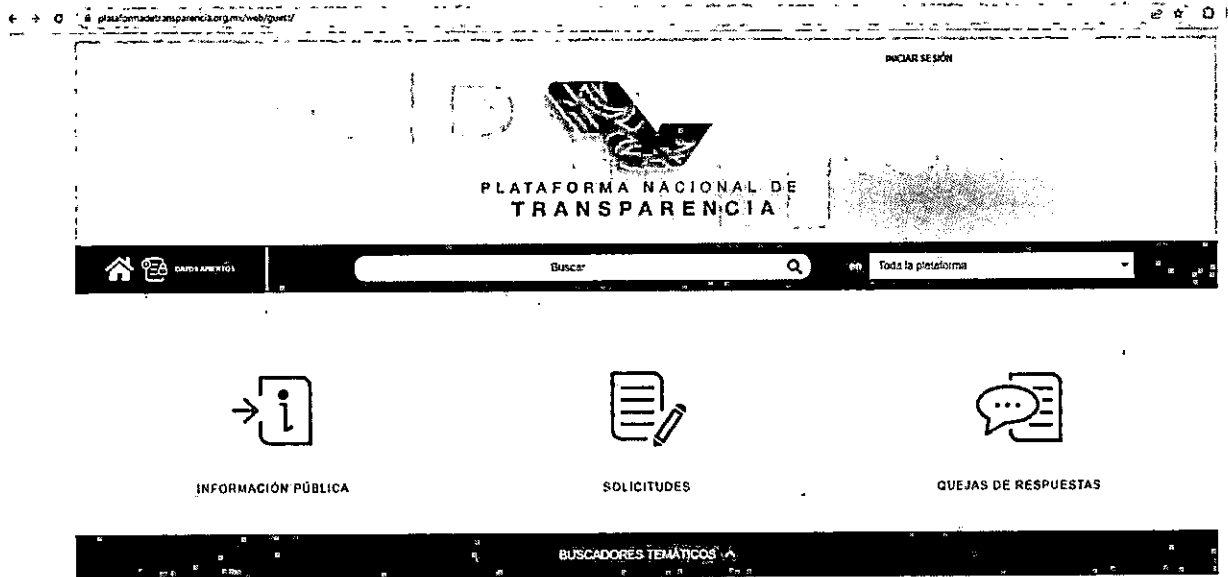 plataformadetransparencia.org.mx/web/guest/
INICIAR SESIÓN
PLATAFORMA NACIONAL DE
TRANSPARENCIA
DATOS ABIERTOS
Buscar
en
Toda la plataforma
INFORMACIÓN PÚBLICA
SOLICITUDES
QUEJAS DE RESPUESTAS
BUSCADORES TEMÁTICOS